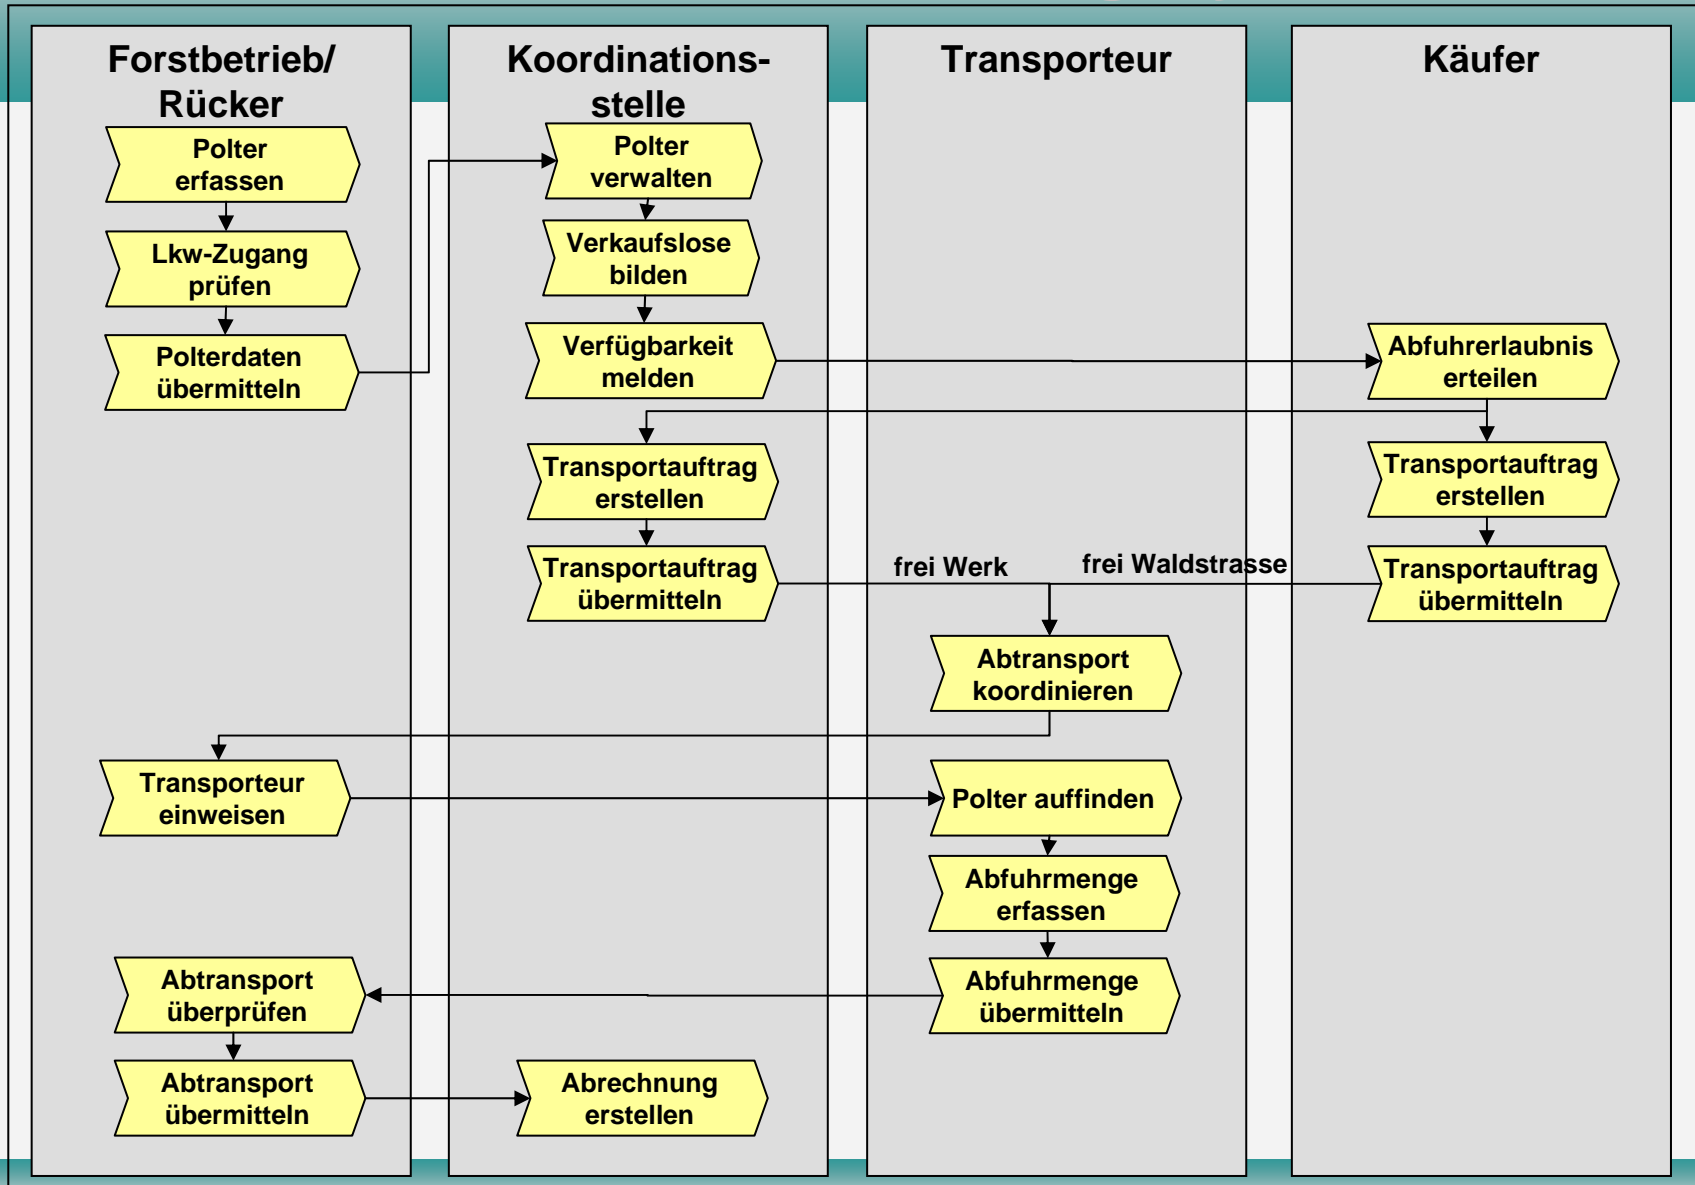 Forstbetrieb/
Rücker
Koordinations-
stelle
Transporteur
Käufer
Polter
erfassen
Polter
verwalten
Lkw-Zugang
prüfen
Verkaufslose
bilden
Polterdaten
übermitteln
Verfügbarkeit
melden
Abfuhrerlaubnis
erteilen
Transportauftrag
erstellen
Transportauftrag
erstellen
Transportauftrag
übermitteln
frei Werk
frei Waldstrasse
Transportauftrag
übermitteln
Abtransport
koordinieren
Transporteur
einweisen
Polter auffinden
Abfuhrmenge
erfassen
Abtransport
überprüfen
Abfuhrmenge
übermitteln
Abtransport
übermitteln
Abrechnung
erstellen